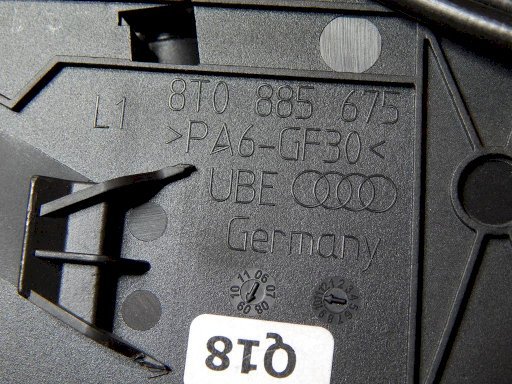 8T0 885 675
L1
>PA6-GF30<
UBE
Germany
Q18